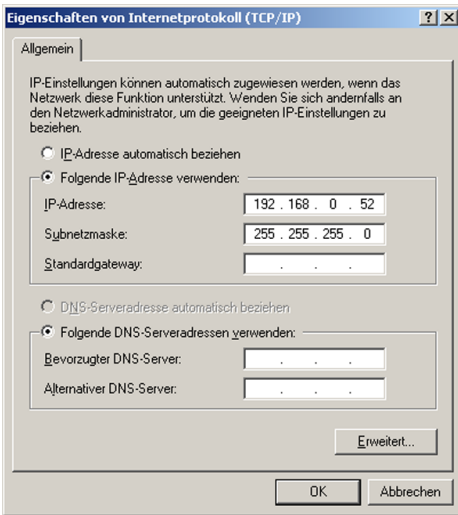 Eigenschaften von Internetprotokoll (TCP/IP)
Allgemein
IP-Einstellungen können automatisch zugewiesen werden, wenn das
Netzwerk diese Funktion unterstützt. Wenden Sie sich andernfalls an
den Netzwerkadministrator, um die geeigneten IP-Einstellungen zu
beziehen.
IP-Adresse automatisch beziehen
Folgende IP-Adresse verwenden:
IP-Adresse: 192 . 168 . 0 . 52
Subnetzmaske: 255 . 255 . 255 . 0
Standardgateway: . . .
DNS-Serveradresse automatisch beziehen
Folgende DNS-Serveradressen verwenden:
Bevorzugter DNS-Server: . . .
Alternativer DNS-Server: . . .
Erweitert...
OK Abbrechen